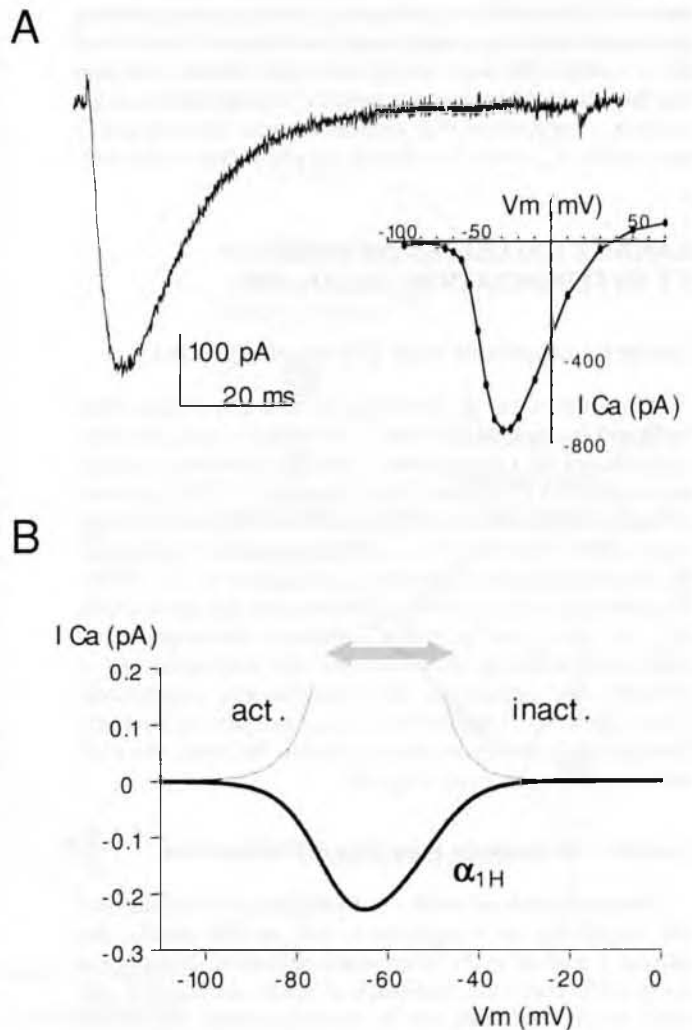 A
Vm (mV)
-100
-50
50
100 pA
20 ms
-400
I Ca (pA)
-800
B
I Ca (pA)
0.2
act.
inact.
0.1
0
-0.1
α1H
-0.2
-0.3
-100
-80
-60
-40
-20
0
Vm (mV)